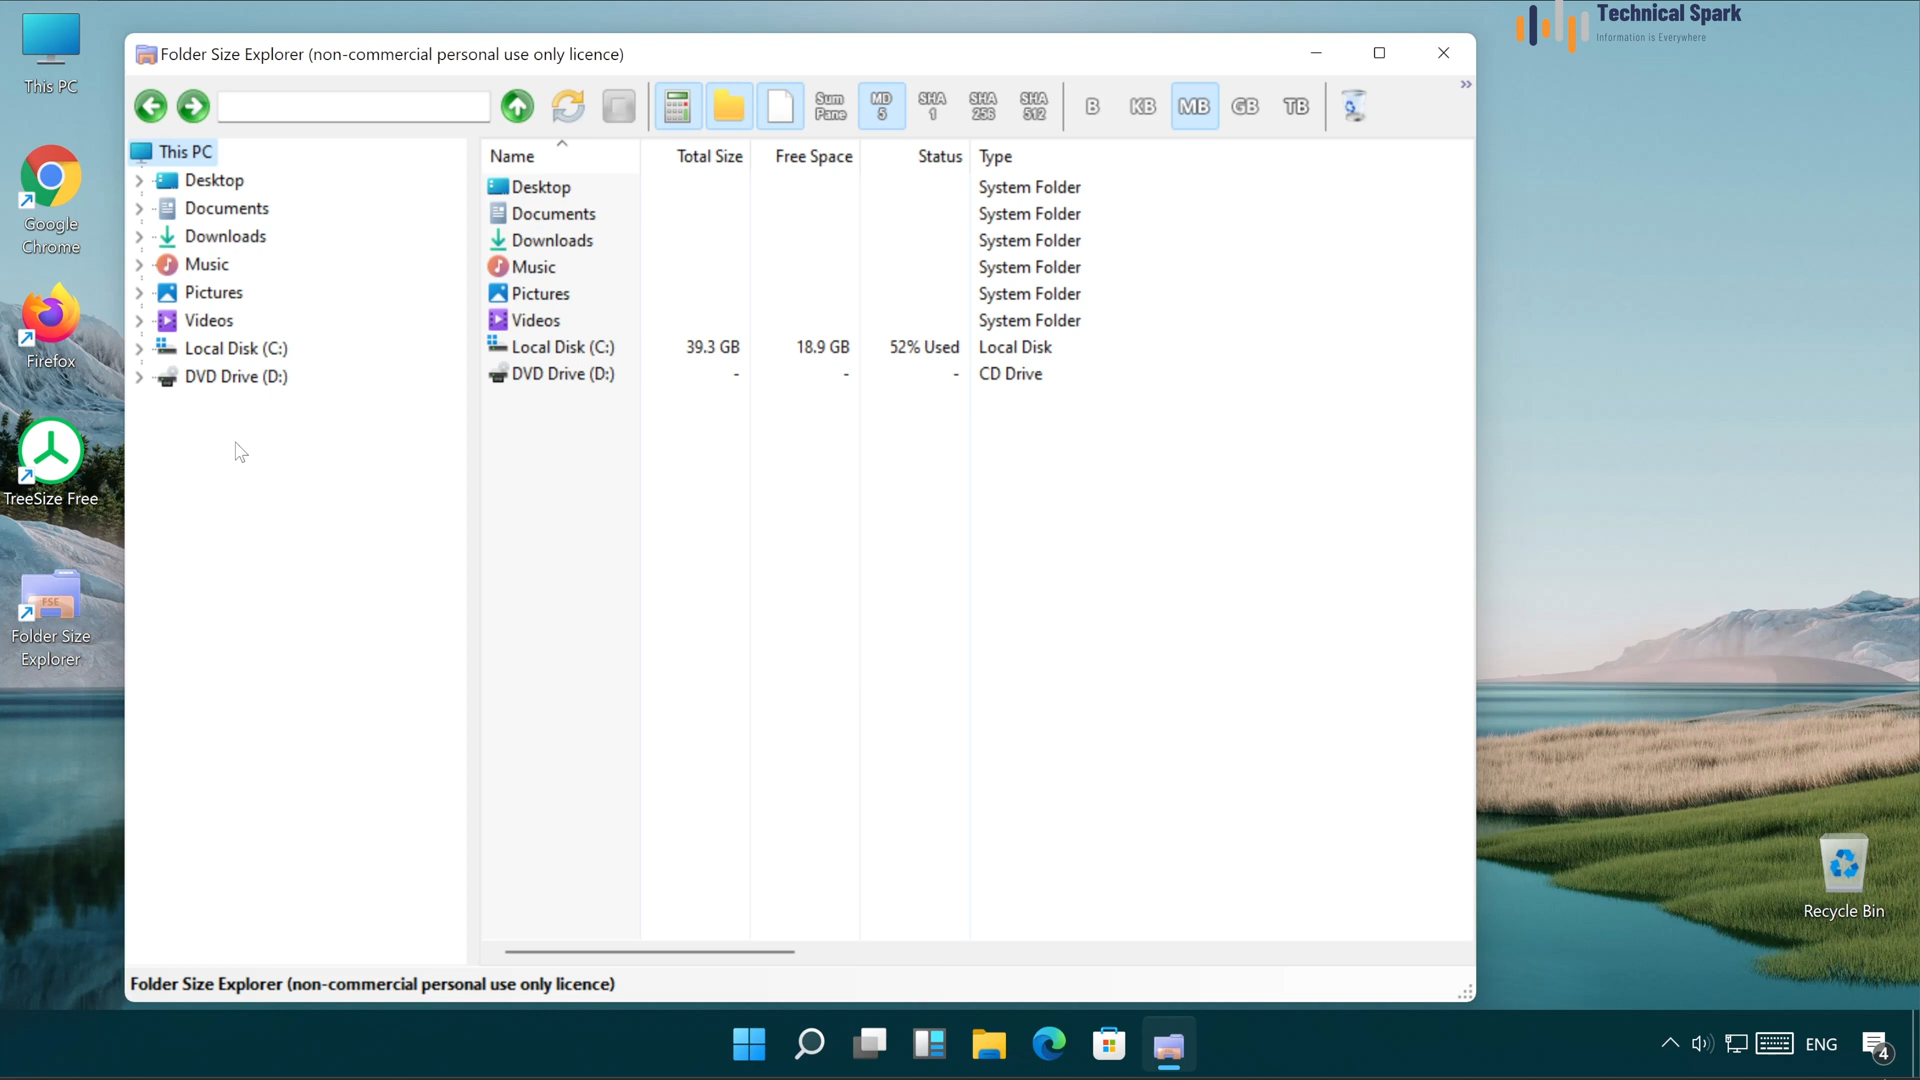 Technical Spark
Information is Everywhere
This PC
Google
Chrome
Firefox
TreeSize Free
FSE
Folder Size
Explorer
Folder Size Explorer (non-commercial personal use only licence)
Sum
Pane
MD
5
SHA
1
SHA
256
SHA
512
B
KB
MB
GB
TB
This PC
Desktop
Documents
Downloads
Music
Pictures
Videos
Local Disk (C:)
DVD Drive (D:)
Name Total Size Free Space Status Type
Desktop System Folder
Documents System Folder
Downloads System Folder
Music System Folder
Pictures System Folder
Videos System Folder
Local Disk (C:) 39.3 GB 18.9 GB 52% Used Local Disk
DVD Drive (D:) - - - CD Drive
Folder Size Explorer (non-commercial personal use only licence)
Recycle Bin
ENG
4